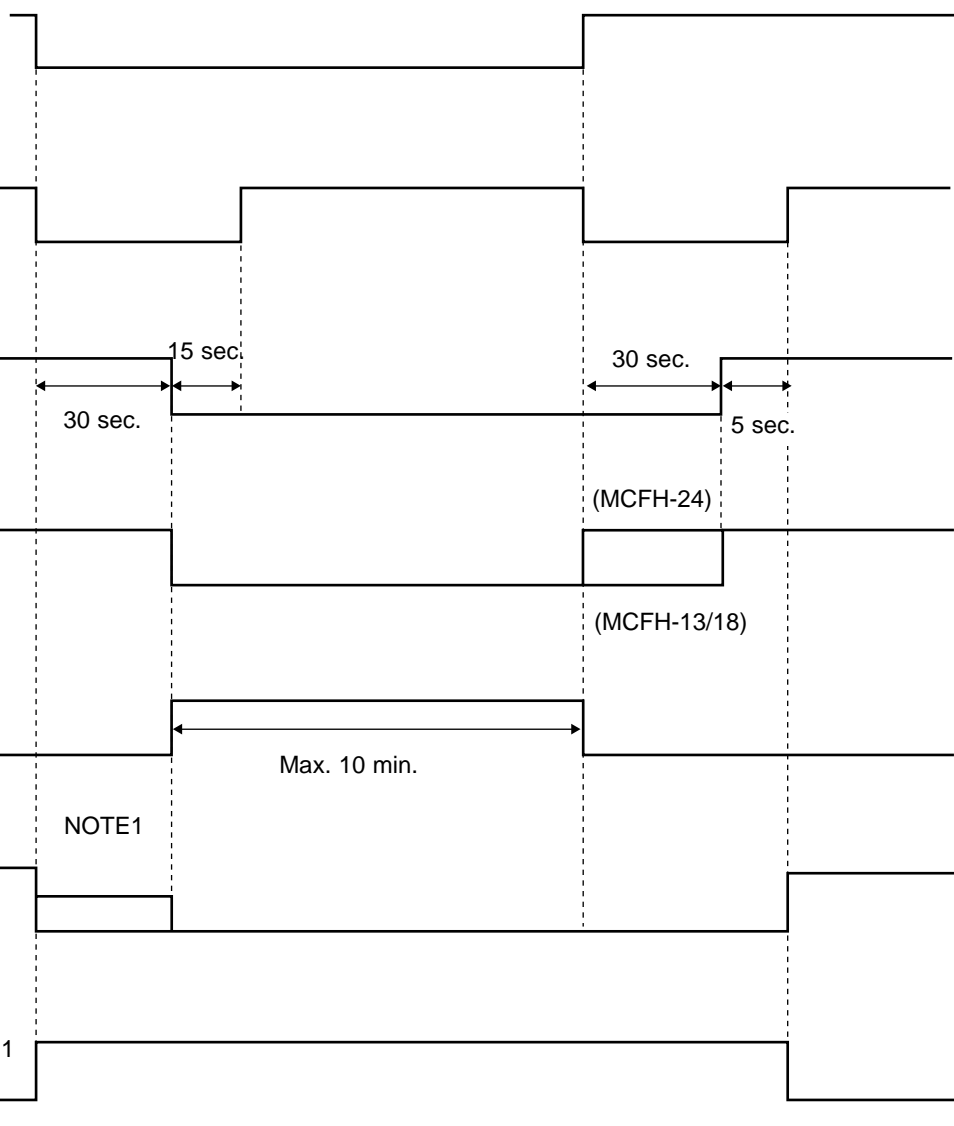 15 sec.
30 sec.
30 sec.
5 sec.
(MCFH-24)
(MCFH-13/18)
Max. 10 min.
NOTE1
1